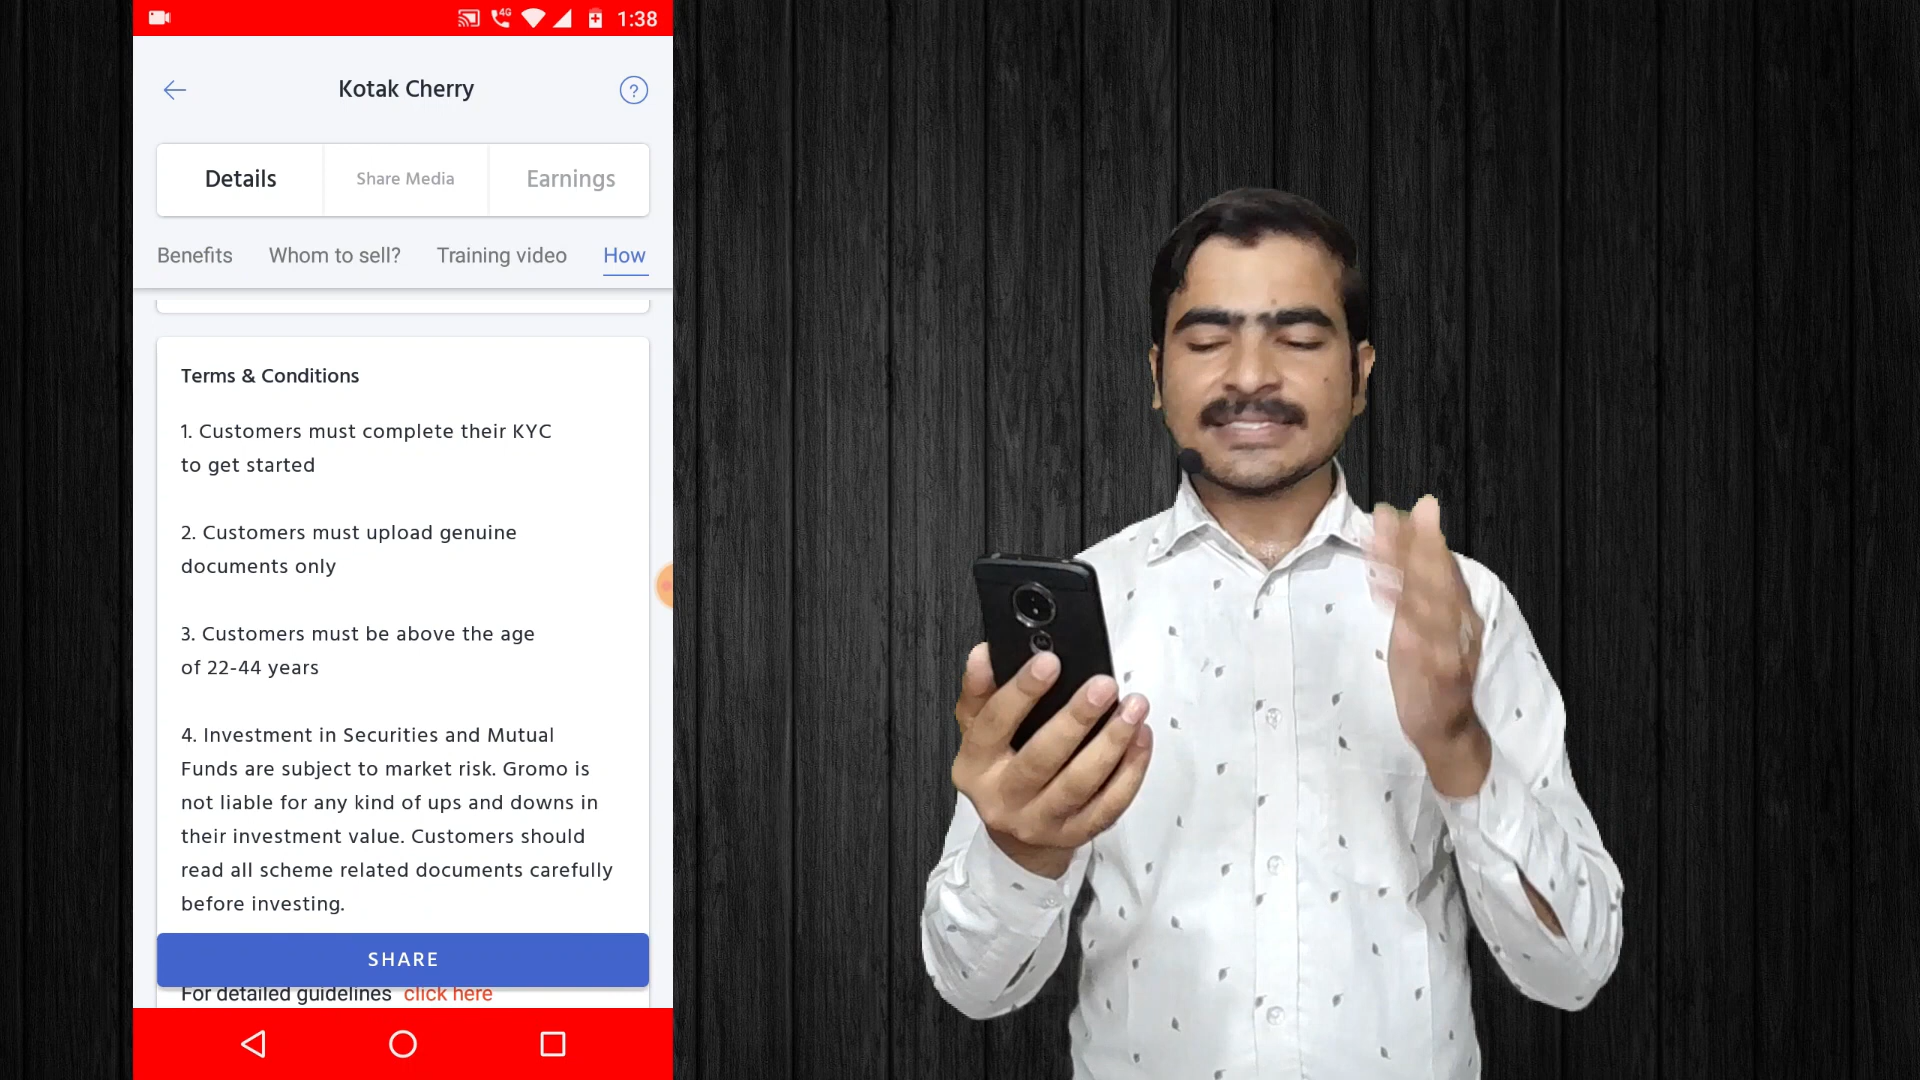 4G 1:38
Kotak Cherry
?
Details Share Media Earnings
Benefits Whom to sell? Training video How
Terms & Conditions
1. Customers must complete their KYC
to get started
2. Customers must upload genuine
documents only
3. Customers must be above the age
of 22-44 years
4. Investment in Securities and Mutual
Funds are subject to market risk. Gromo is
not liable for any kind of ups and downs in
their investment value. Customers should
read all scheme related documents carefully
before investing.
SHARE
For detailed guidelines click here